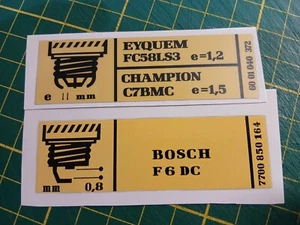 EYQUEM
FC58LS3 e=1,2
CHAMPION
C7BMC e=1,5
e mm
60 01 040 372
BOSCH
F 6 DC
mm 0,8
7700 850 164